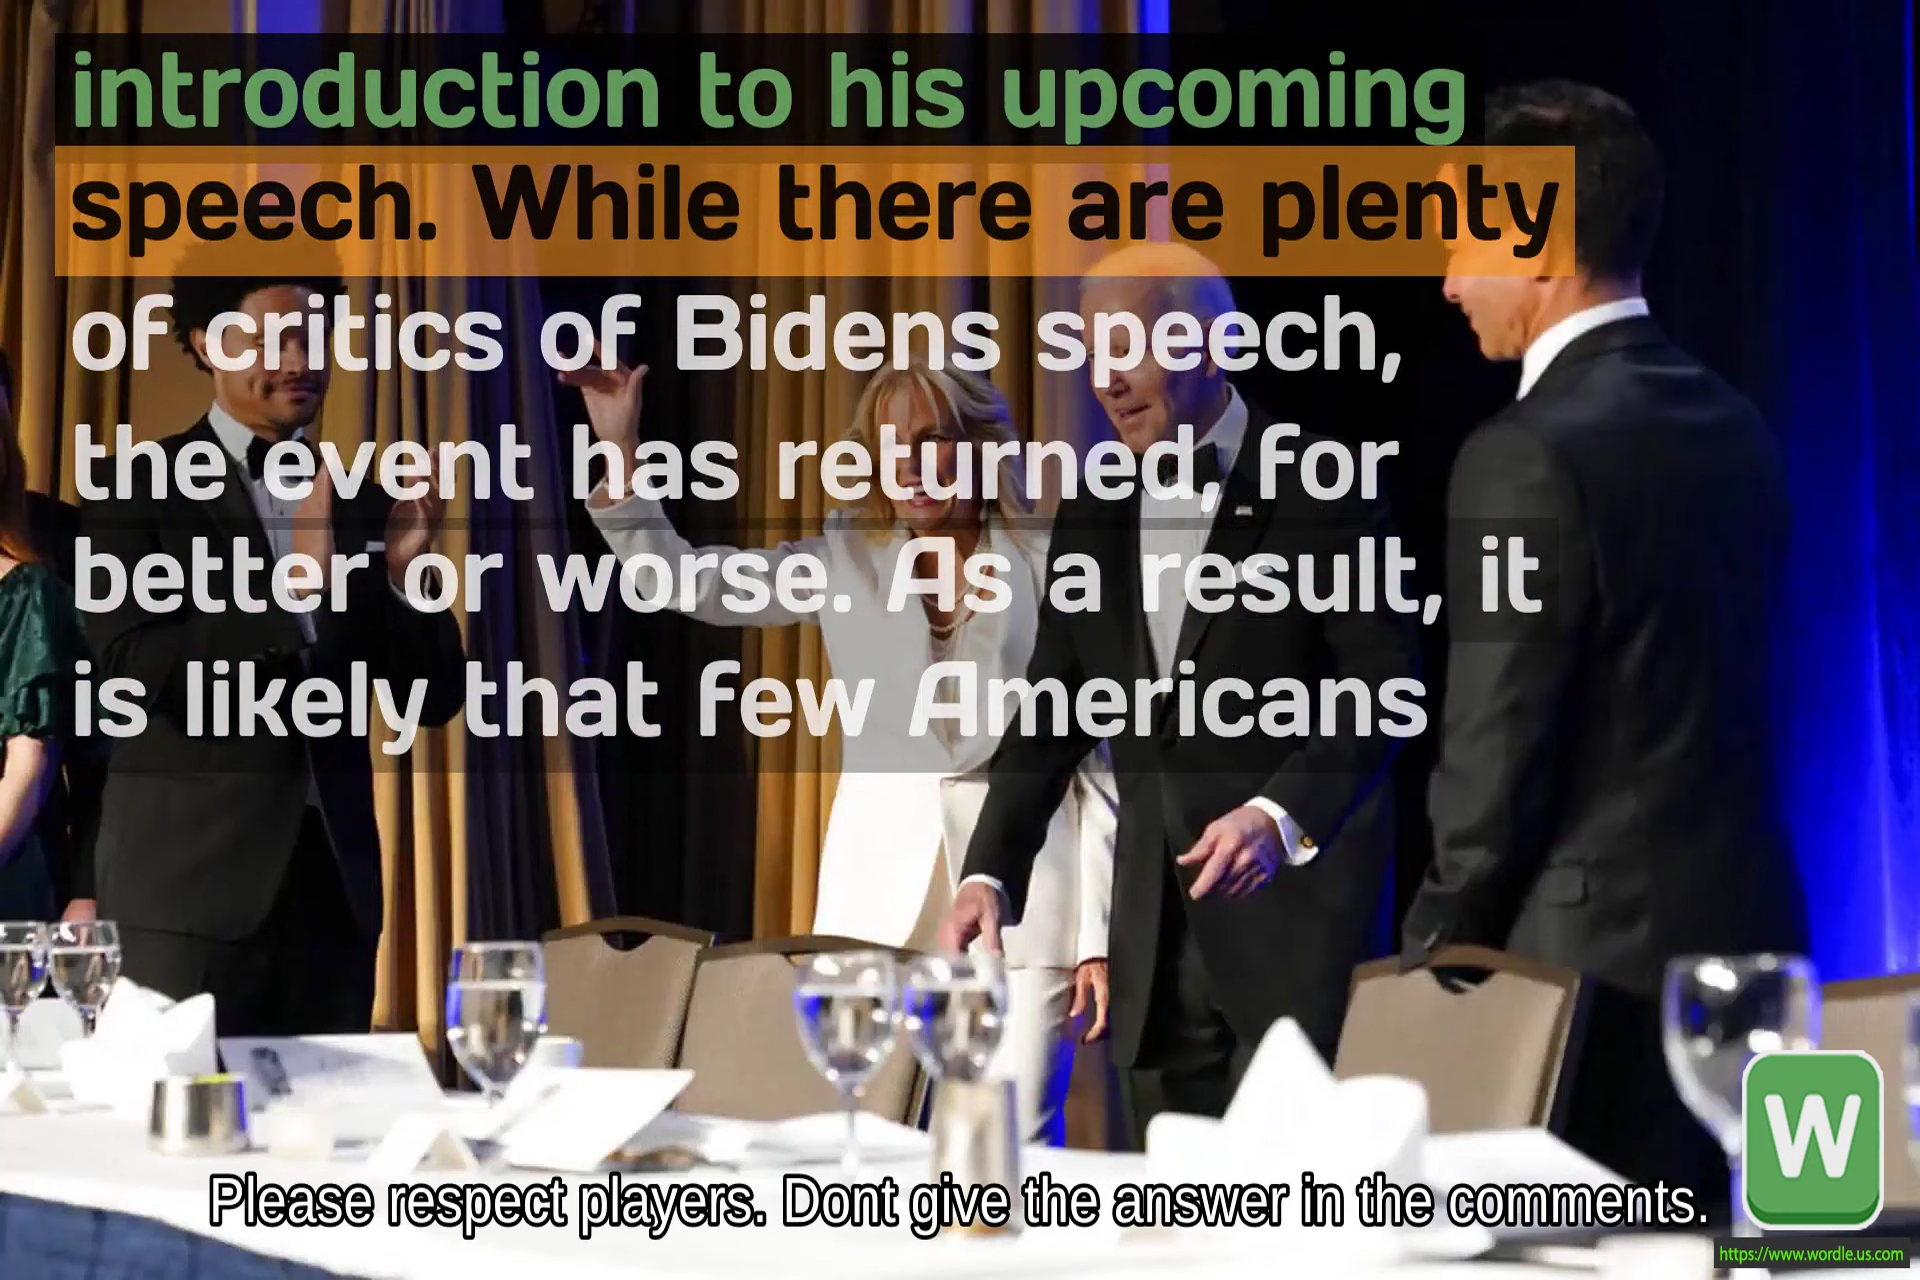 introduction to his upcoming
speech. While there are plenty
of critics of Bidens speech,
the event has returned, for
better or worse. As a result, it
is likely that few Americans
Please respect players. Dont give the answer in the comments.
W
https://www.wordle.us.com